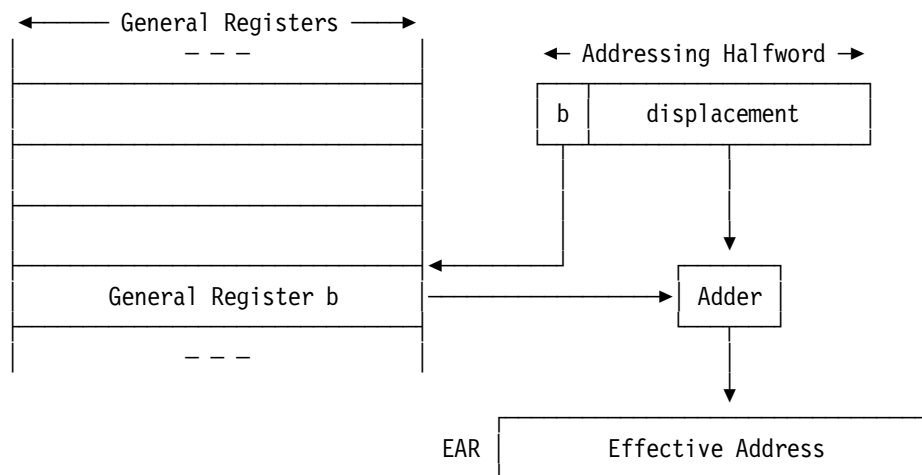 General Registers
– – –
Addressing Halfword
b displacement
General Register b
Adder
– – –
EAR Effective Address